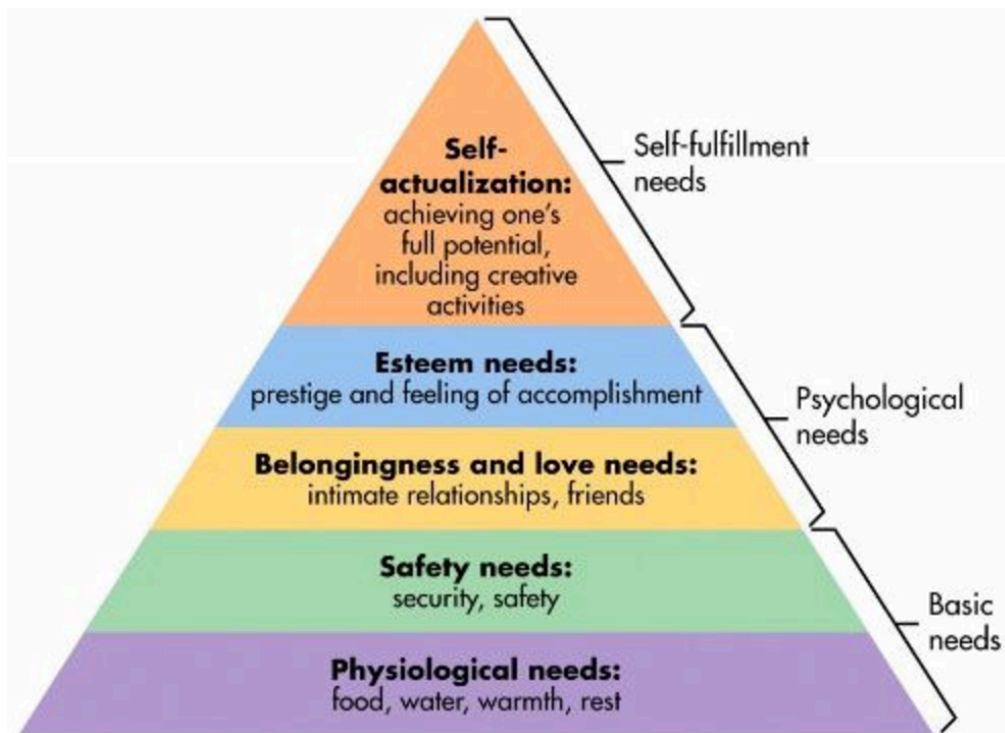 Self-
actualization:
achieving one's
full potential,
including creative
activities
Self-fulfillment
needs
Esteem needs:
prestige and feeling of accomplishment
Psychological
needs
Belongingness and love needs:
intimate relationships, friends
Safety needs:
security, safety
Basic
needs
Physiological needs:
food, water, warmth, rest